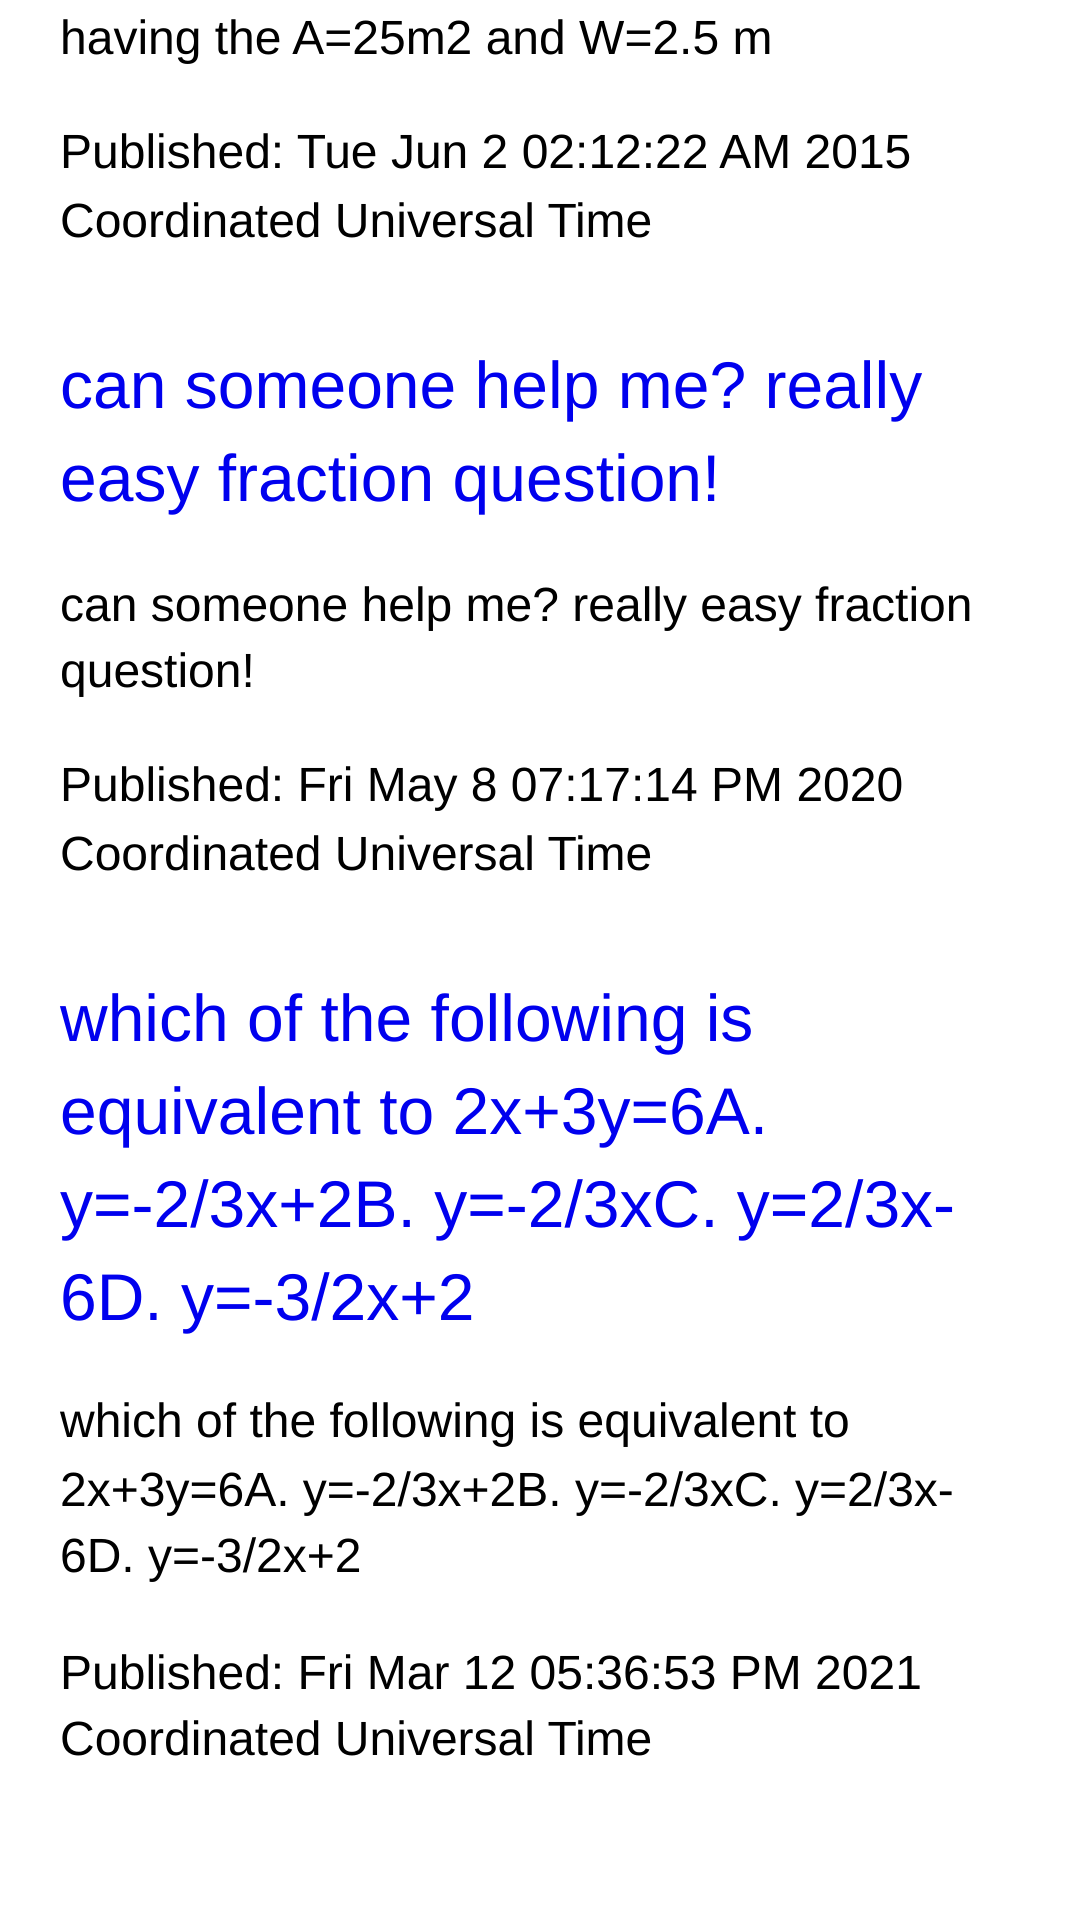 having the A=25m2 and W=2.5 m
Published: Tue Jun 2 02:12:22 AM 2015
Coordinated Universal Time
can someone help me? really
easy fraction question!
can someone help me? really easy fraction
question!
Published: Fri May 8 07:17:14 PM 2020
Coordinated Universal Time
which of the following is
equivalent to 2x+3y=6A.
y=-2/3x+2B. y=-2/3xC. y=2/3x-
6D. y=-3/2x+2
which of the following is equivalent to
2x+3y=6A. y=-2/3x+2B. y=-2/3xC. y=2/3x-
6D. y=-3/2x+2
Published: Fri Mar 12 05:36:53 PM 2021
Coordinated Universal Time